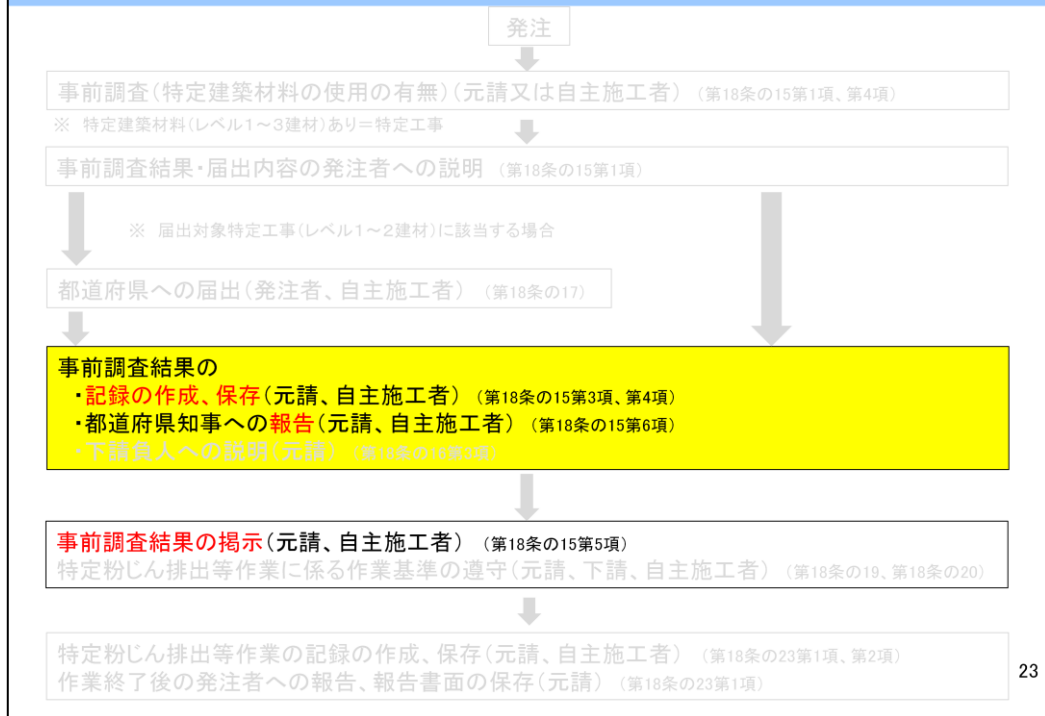 発注
事前調査(特定建築材料の使用の有無)(元請又は自主施工者) (第18条の15第1項、第4項)
※ 特定建築材料(レベル1~3建材)あり=特定工事
事前調査結果・届出内容の発注者への説明 (第18条の15第1項)
※ 届出対象特定工事(レベル1~2建材)に該当する場合
都道府県への届出(発注者、自主施工者) (第18条の17)
事前調査結果の
・記録の作成、保存(元請、自主施工者) (第18条の15第3項、第4項)
・都道府県知事への報告(元請、自主施工者) (第18条の15第6項)
・下請負人への説明(元請) (第18条の16第3項)
事前調査結果の掲示(元請、自主施工者) (第18条の15第5項)
特定粉じん排出等作業に係る作業基準の遵守(元請、下請、自主施工者) (第18条の19、第18条の20)
特定粉じん排出等作業の記録の作成、保存(元請、自主施工者) (第18条の23第1項、第2項)
作業終了後の発注者への報告、報告書面の保存(元請) (第18条の23第1項)
23